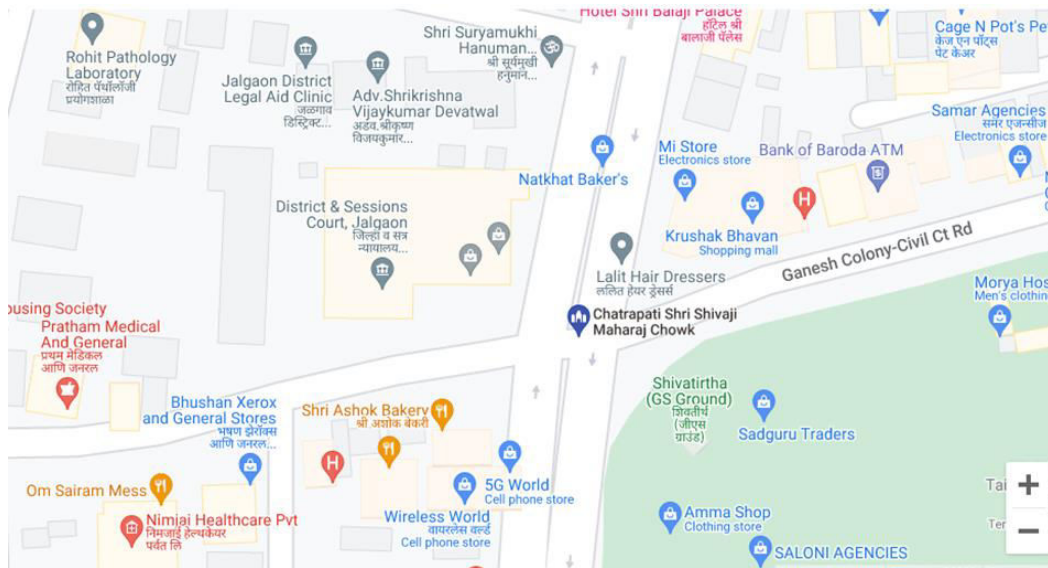 Hotel Shri Balaji Palace
हॉटेल श्री
बालाजी पॅलेस
Cage N Pot's Pe
केज एन पॉट्स
पेट केअर
Shri Suryamukhi
Hanuman...
श्री सूर्यमुखी
हनुमान...
Rohit Pathology
Laboratory
रोहित पॅथॉलॉजी
प्रयोगशाळा
Jalgaon District
Legal Aid Clinic
जळगाव
डिस्ट्रिक्ट...
Adv.Shrikrishna
Vijaykumar Devatwal
अडव.श्रीकृष्ण
विजयकुमार...
Samar Agencies
समर एजन्सीज
Electronics store
Mi Store
Electronics store
Bank of Baroda ATM
Natkhat Baker's
H
District & Sessions
Court, Jalgaon
जिल्हा व सत्र
न्यायालय...
Krushak Bhavan
Shopping mall
Ganesh Colony-Civil Ct Rd
Lalit Hair Dressers
ललित हेयर ड्रेसर्स
Morya Hos
Men's clothin
Chatrapati Shri Shivaji
Maharaj Chowk
ousing Society
Pratham Medical
And General
प्रथम मेडिकल
आणि जनरल
Shivatirtha
(GS Ground)
शिवतीर्थ
(जीएस
ग्राउंड)
Bhushan Xerox
and General Stores
भूषण झेरॉक्स
आणि जनरल...
Shri Ashok Bakery
श्री अशोक बेकरी
Sadguru Traders
H
5G World
Cell phone store
Om Sairam Mess
Wireless World
वायरलेस वर्ल्ड
Cell phone store
Nimjai Healthcare Pvt
निमजाई हेल्थकेयर
पर्वत लि
Amma Shop
Clothing store
SALONI AGENCIES
Tai
Ter
+
−